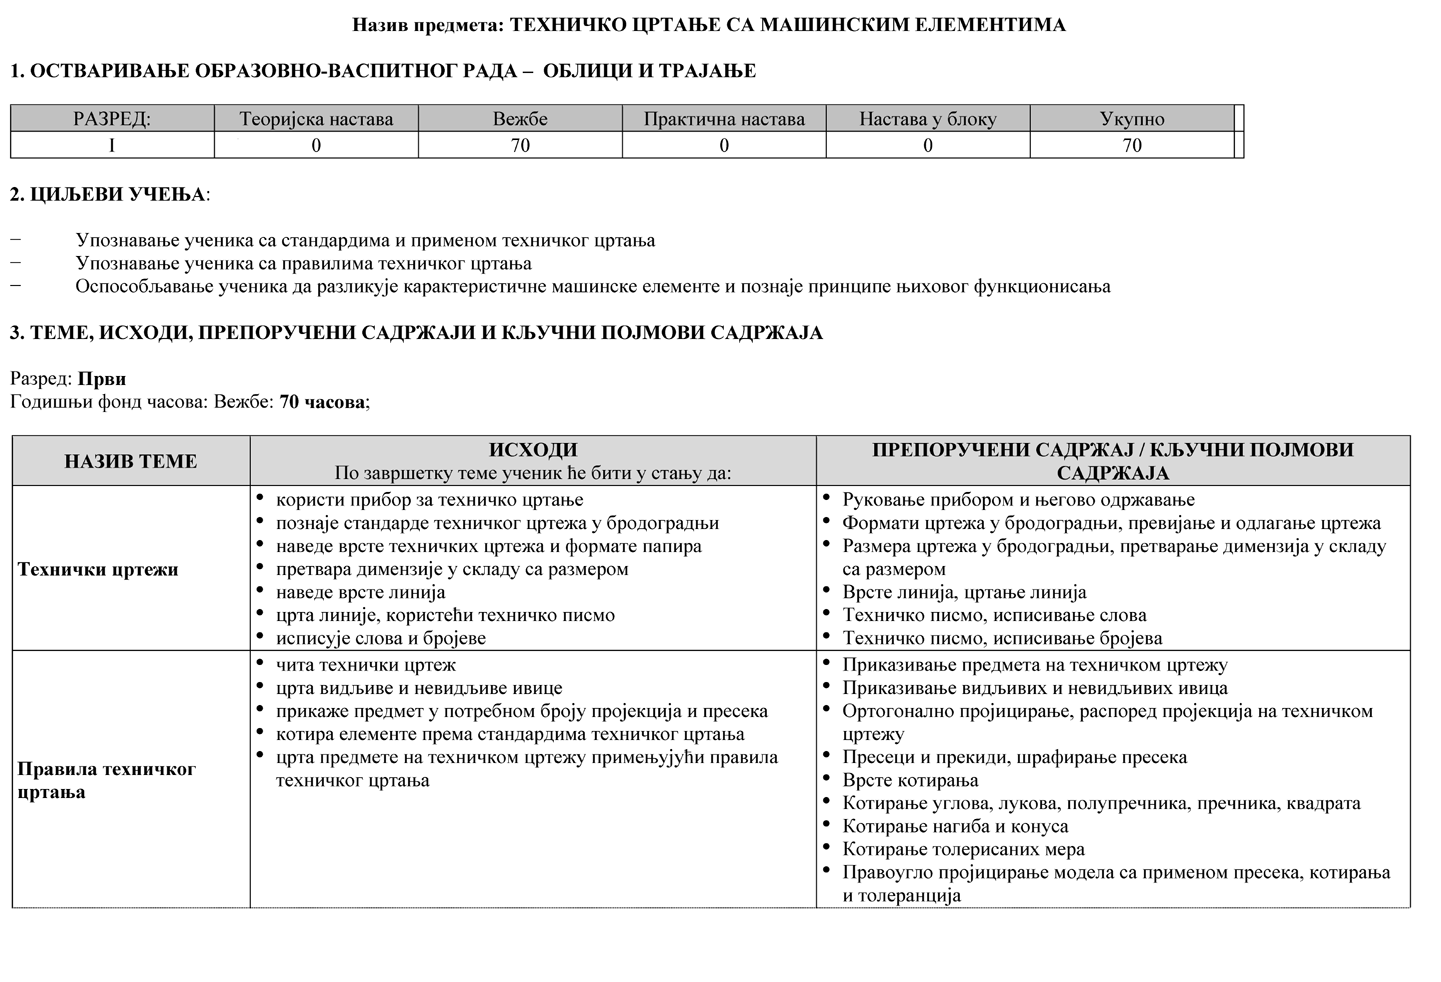 Назив предмета: ТЕХНИЧКО ЦРТАЊЕ СА МАШИНСКИМ ЕЛЕМЕНТИМА
1. ОСТВАРИВАЊЕ ОБРАЗОВНО-ВАСПИТНОГ РАДА – ОБЛИЦИ И ТРАЈАЊЕ
РАЗРЕД: Теоријска настава Вежбе Практична настава Настава у блоку Укупно
I 0 70 0 0 70
2. ЦИЉЕВИ УЧЕЊА:
– Упознавање ученика са стандардима и применом техничког цртања
– Упознавање ученика са правилима техничког цртања
– Оспособљавање ученика да разликује карактеристичне машинске елементе и познаје принципе њиховог функционисања
3. ТЕМЕ, ИСХОДИ, ПРЕПОРУЧЕНИ САДРЖАЈИ И КЉУЧНИ ПОЈМОВИ САДРЖАЈА
Разред: Први
Годишњи фонд часова: Вежбе: 70 часова;
НАЗИВ ТЕМЕ
ИСХОДИ
По завршетку теме ученик ће бити у стању да:
ПРЕПОРУЧЕНИ САДРЖАЈ / КЉУЧНИ ПОЈМОВИ
САДРЖАЈА
Технички цртежи
• користи прибор за техничко цртање
• познаје стандарде техничког цртежа у бродоградњи
• наведе врсте техничких цртежа и формате папира
• претвара димензије у складу са размером
• наведе врсте линија
• црта линије, користећи техничко писмо
• исписује слова и бројеве
• Руковање прибором и његово одржавање
• Формати цртежа у бродоградњи, превијање и одлагање цртежа
• Размера цртежа у бродоградњи, претварање димензија у складу
са размером
• Врсте линија, цртање линија
• Техничко писмо, исписивање слова
• Техничко писмо, исписивање бројева
Правила техничког
цртања
• чита технички цртеж
• црта видљиве и невидљиве ивице
• прикаже предмет у потребном броју пројекција и пресека
• котира елементе према стандардима техничког цртања
• црта предмете на техничком цртежу примењујући правила
техничког цртања
• Приказивање предмета на техничком цртежу
• Приказивање видљивих и невидљивих ивица
• Ортогонално пројицирање, распоред пројекција на техничком
цртежу
• Пресеци и прекиди, шрафирање пресека
• Врсте котирања
• Котирање углова, лукова, полупречника, пречника, квадрата
• Котирање нагиба и конуса
• Котирање толерисаних мера
• Правоугло пројицирање модела са применом пресека, котирања
и толеранција